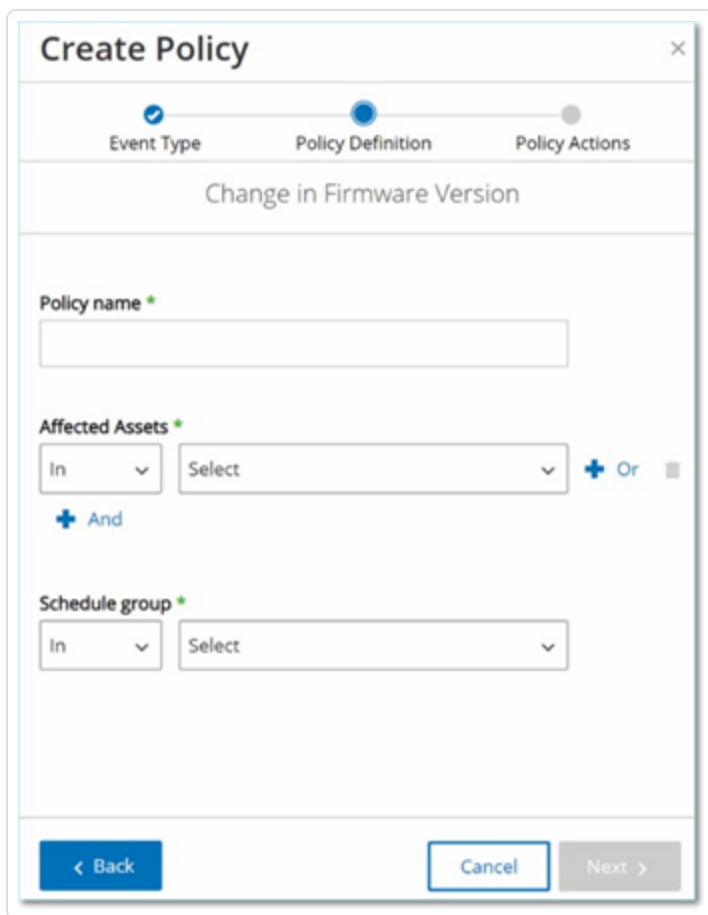 Create Policy ×
Event Type Policy Definition Policy Actions
Change in Firmware Version
Policy name *
Affected Assets *
In Select + Or
+ And
Schedule group *
In Select
< Back Cancel Next >